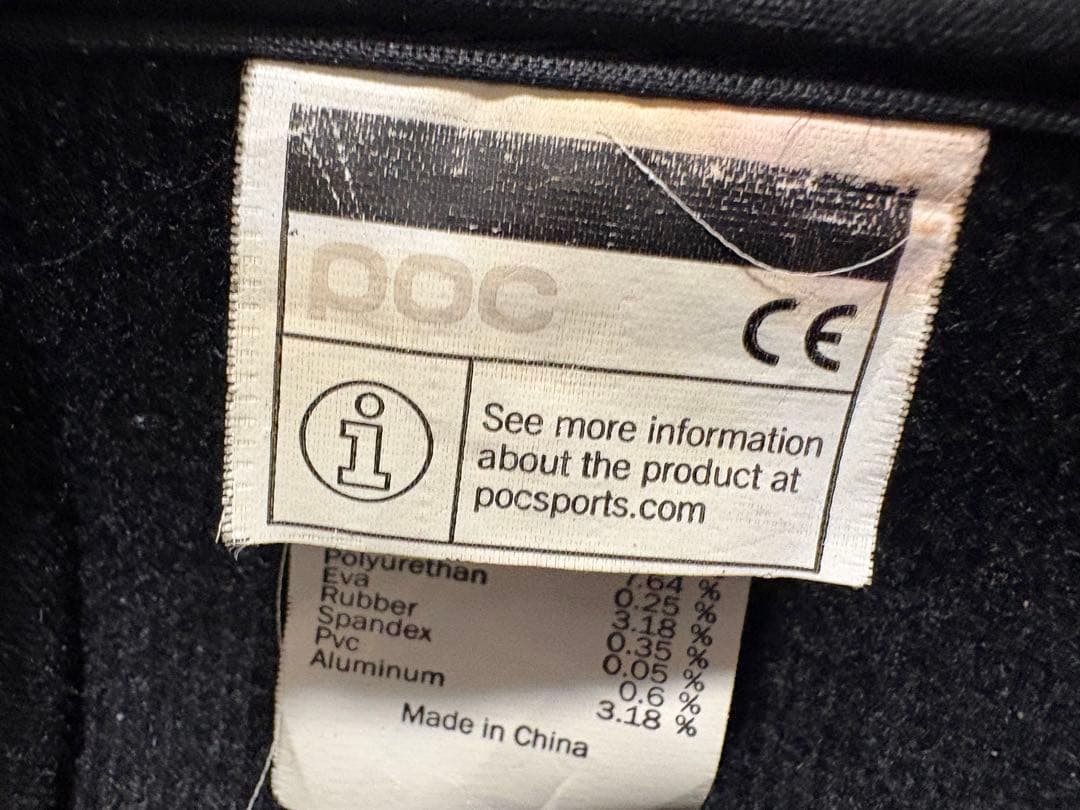 poc CE
i
See more information
about the product at
pocsports.com
7.64 %
Polyurethan 0.25 %
Eva 3.18 %
Rubber 0.35 %
Spandex 0.05 %
Pvc 0.6 %
Aluminum 3.18 %
Made in China